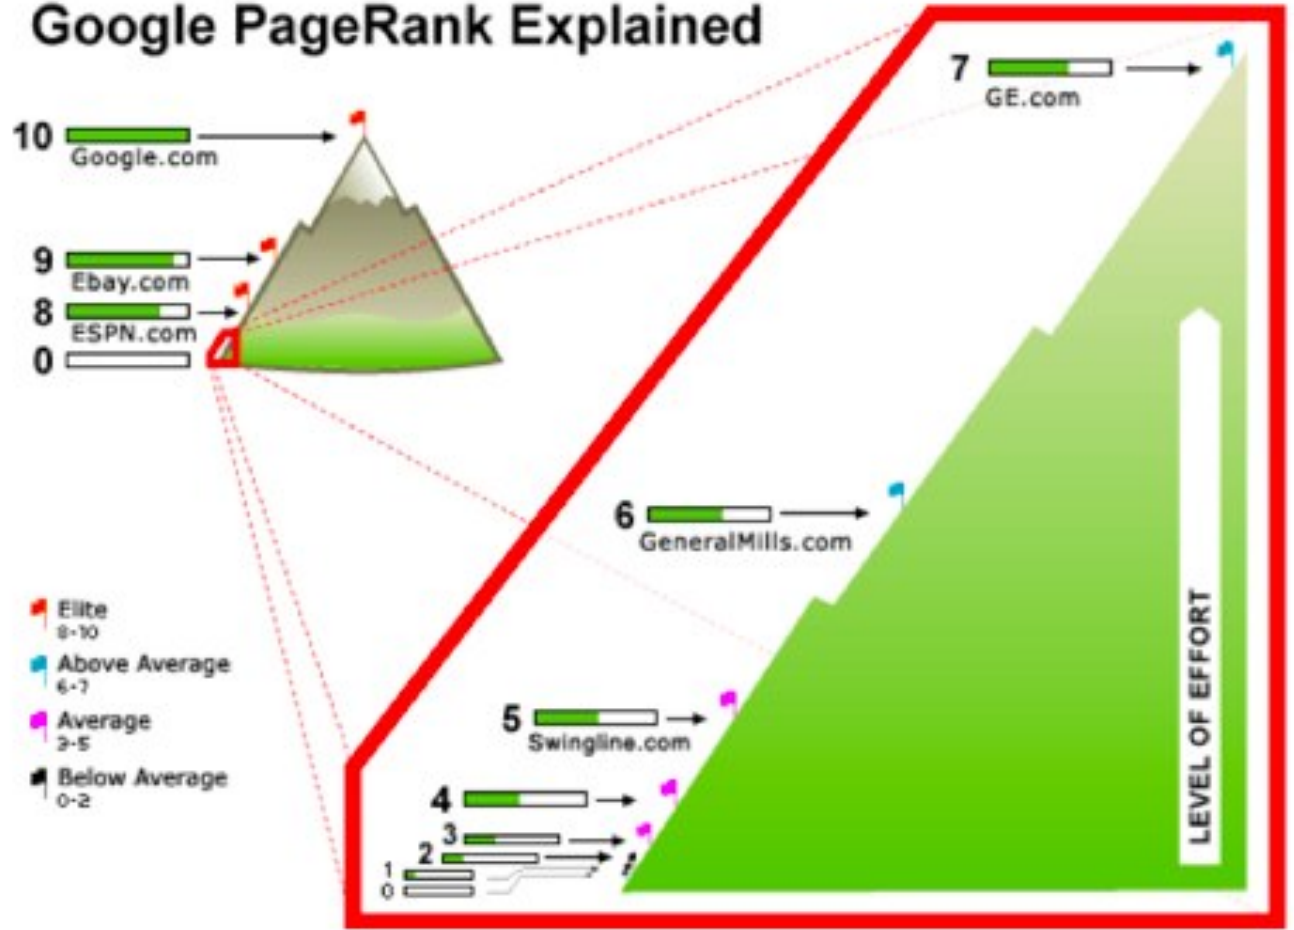 Google PageRank Explained
10
Google.com
9
Ebay.com
8
ESPN.com
0
7
GE.com
6
GeneralMills.com
5
Swingline.com
4
3
2
1
0
LEVEL OF EFFORT
Elite
8-10
Above Average
6-7
Average
3-5
Below Average
0-2